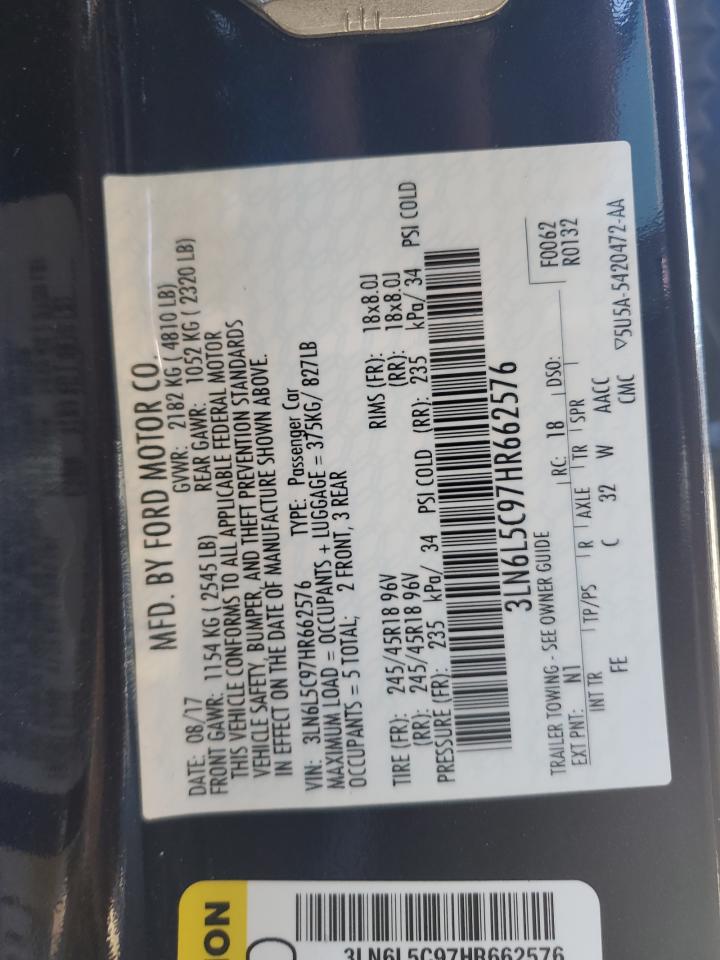 MFD. BY FORD MOTOR CO.
DATE: 08/17 GVWR: 2182 KG ( 4810 LB)
FRONT GAWR: 1154 KG ( 2545 LB) REAR GAWR: 1052 KG ( 2320 LB)
THIS VEHICLE CONFORMS TO ALL APPLICABLE FEDERAL MOTOR
VEHICLE SAFETY, BUMPER, AND THEFT PREVENTION STANDARDS
IN EFFECT ON THE DATE OF MANUFACTURE SHOWN ABOVE.
VIN: 3LN6L5C97HR662576 TYPE: Passenger Car
MAXIMUM LOAD = OCCUPANTS + LUGGAGE = 375KG/ 827LB
OCCUPANTS = 5 TOTAL; 2 FRONT, 3 REAR
TIRE (FR): 245/45R18 96V RIMS (FR): 18x8.0J
(RR): 245/45R18 96V (RR): 18x8.0J
PRESSURE (FR): 235 kPa/ 34 PSI COLD (RR): 235 kPa/ 34 PSI COLD
3LN6L5C97HR662576
TRAILER TOWING - SEE OWNER GUIDE F0062
EXT PNT: N1 RC: 18 DSO: R0132
INT TR TP/PS R AXLE TR SPR
FE C 32 W AACC
CMC ▽5U5A-5420472-AA
ION
3LN6L5C97HR662576